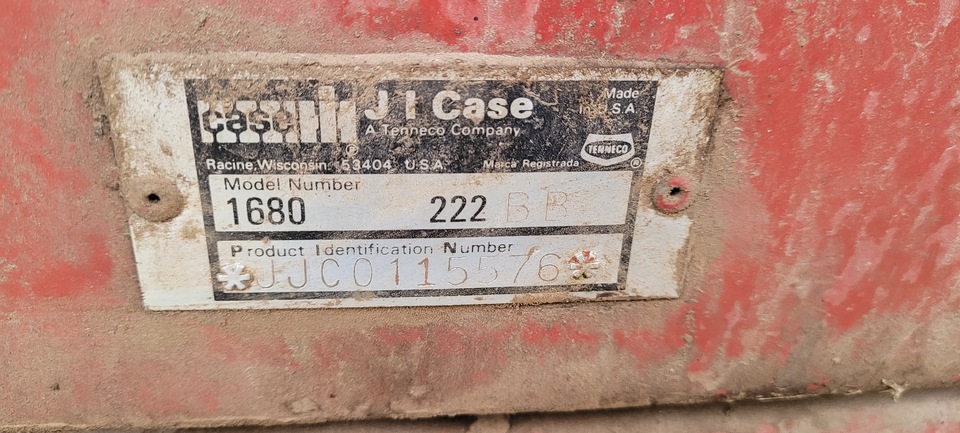 case IH ®
J I Case
A Tenneco Company
Made
In U S A
Racine, Wisconsin 53404 U.S.A.
Marca Registrada
TENNECO ®
Model Number
1680 222 BB
Product Identification Number
*JJC0115576*